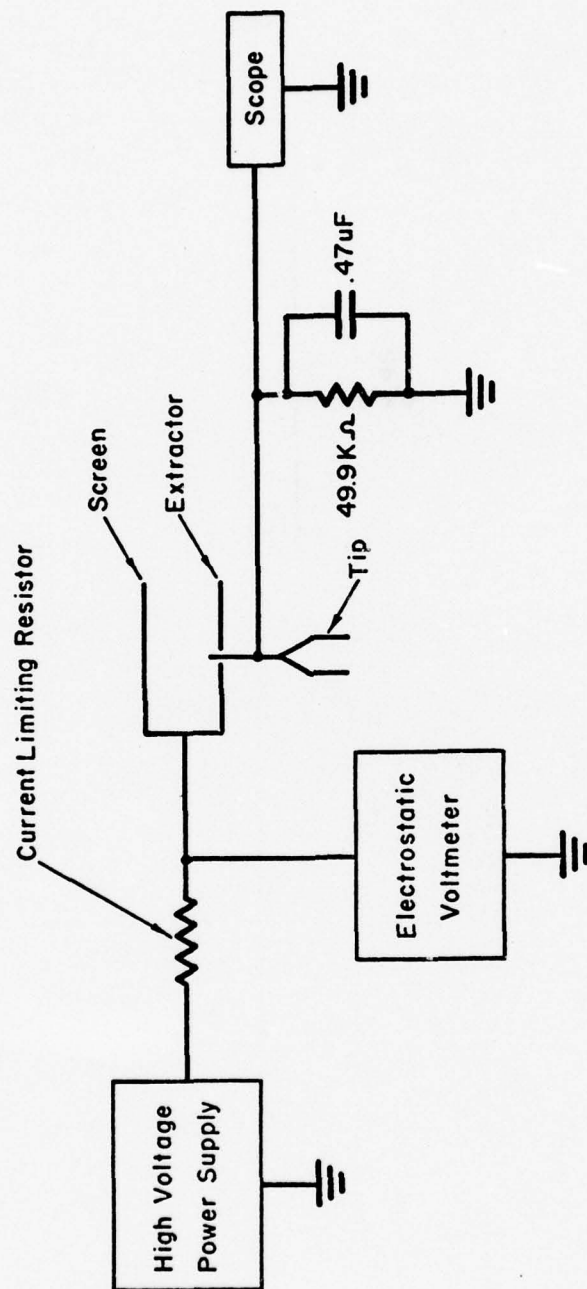 High Voltage
Power Supply
Current Limiting Resistor
Electrostatic
Voltmeter
Screen
Extractor
Tip
49.9KΩ
.47uF
Scope